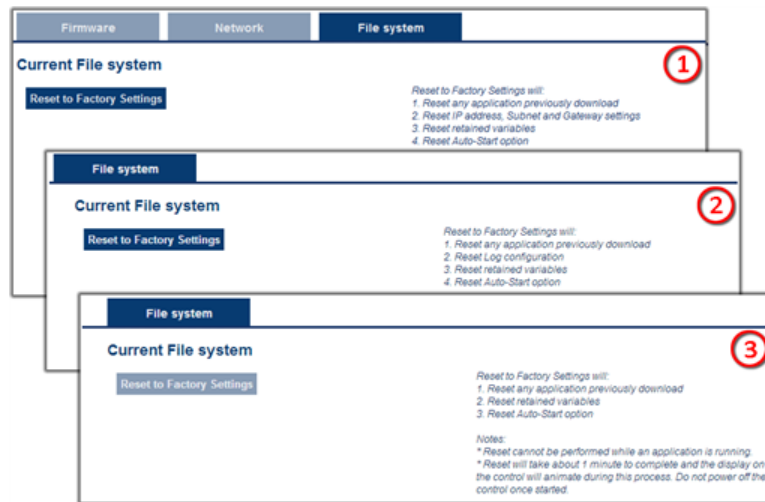 Firmware
Network
File system
Current File system
1
Reset to Factory Settings
Reset to Factory Settings will:
1. Reset any application previously download
2. Reset IP address, Subnet and Gateway settings
3. Reset retained variables
4. Reset Auto-Start option
File system
Current File system
2
Reset to Factory Settings
Reset to Factory Settings will:
1. Reset any application previously download
2. Reset Log configuration
3. Reset retained variables
4. Reset Auto-Start option
File system
Current File system
3
Reset to Factory Settings
Reset to Factory Settings will:
1. Reset any application previously download
2. Reset retained variables
3. Reset Auto-Start option
Notes:
* Reset cannot be performed while an application is running.
* Reset will take about 1 minute to complete and the display on
the control will animate during this process. Do not power off the
control once started.